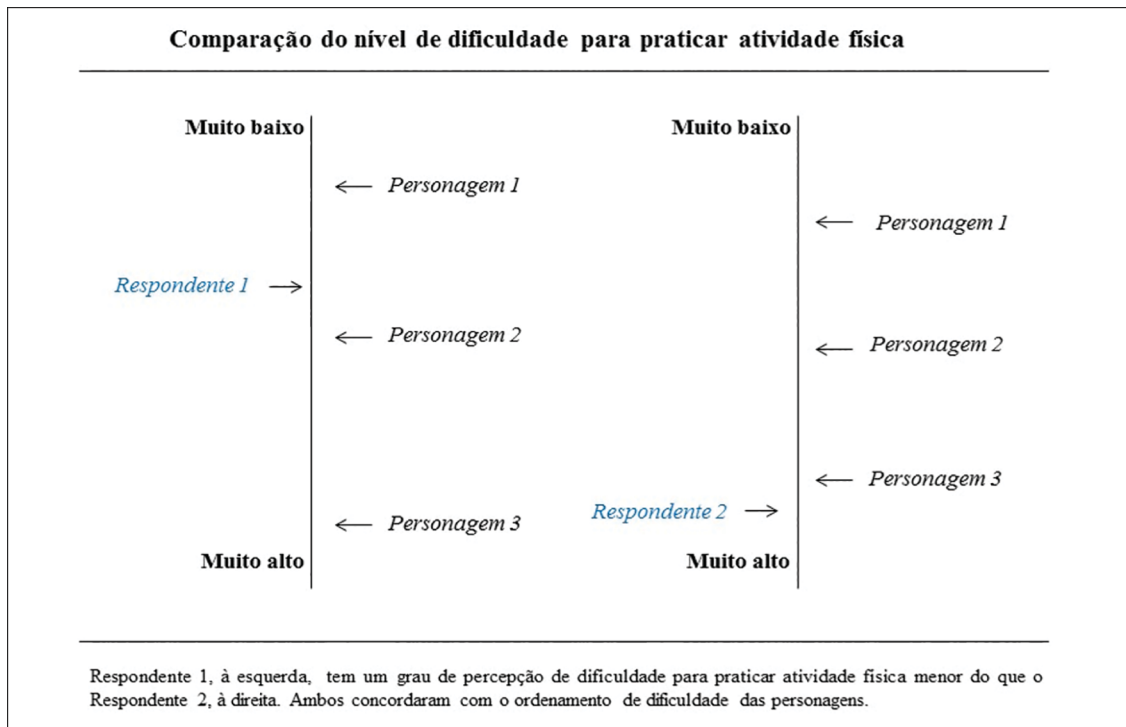 Comparação do nível de dificuldade para praticar atividade física
Muito baixo
Personagem 1
Respondente 1
Personagem 2
Personagem 3
Muito alto
Muito baixo
Personagem 1
Personagem 2
Personagem 3
Respondente 2
Muito alto
Respondente 1, à esquerda, tem um grau de percepção de dificuldade para praticar atividade física menor do que o
Respondente 2, à direita. Ambos concordaram com o ordenamento de dificuldade das personagens.